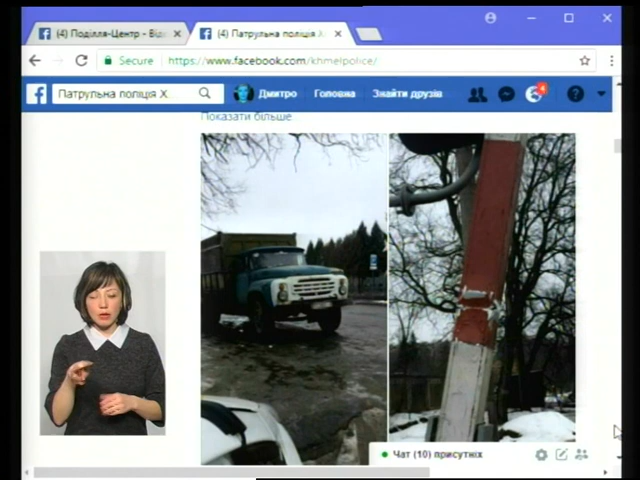 (4) Поділля-Центр - Від
(4) Патрульна поліція Х
Secure
https://www.facebook.com/khmelpolice/
Патрульна поліція Х
Дмитро
Головна
Знайти друзів
4
Показати більше
Чат (10) присутніх